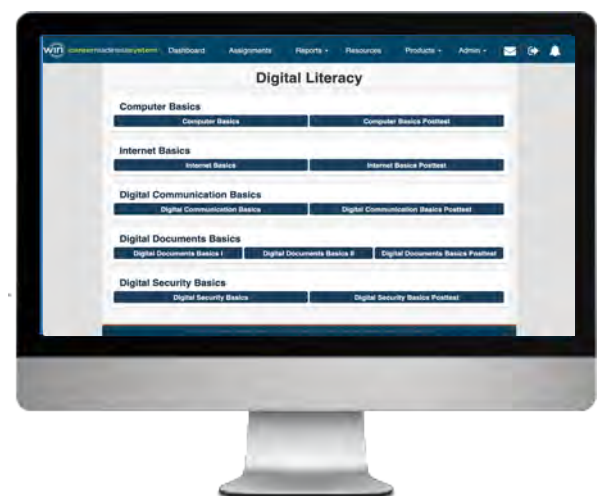 win careerreadinesssystem Dashboard Assignments Reports Resources Products Admin
Digital Literacy
Computer Basics
Computer Basics Computer Basics Posttest
Internet Basics
Internet Basics Internet Basics Posttest
Digital Communication Basics
Digital Communication Basics Digital Communication Basics Posttest
Digital Documents Basics
Digital Documents Basics I Digital Documents Basics II Digital Documents Basics Posttest
Digital Security Basics
Digital Security Basics Digital Security Basics Posttest